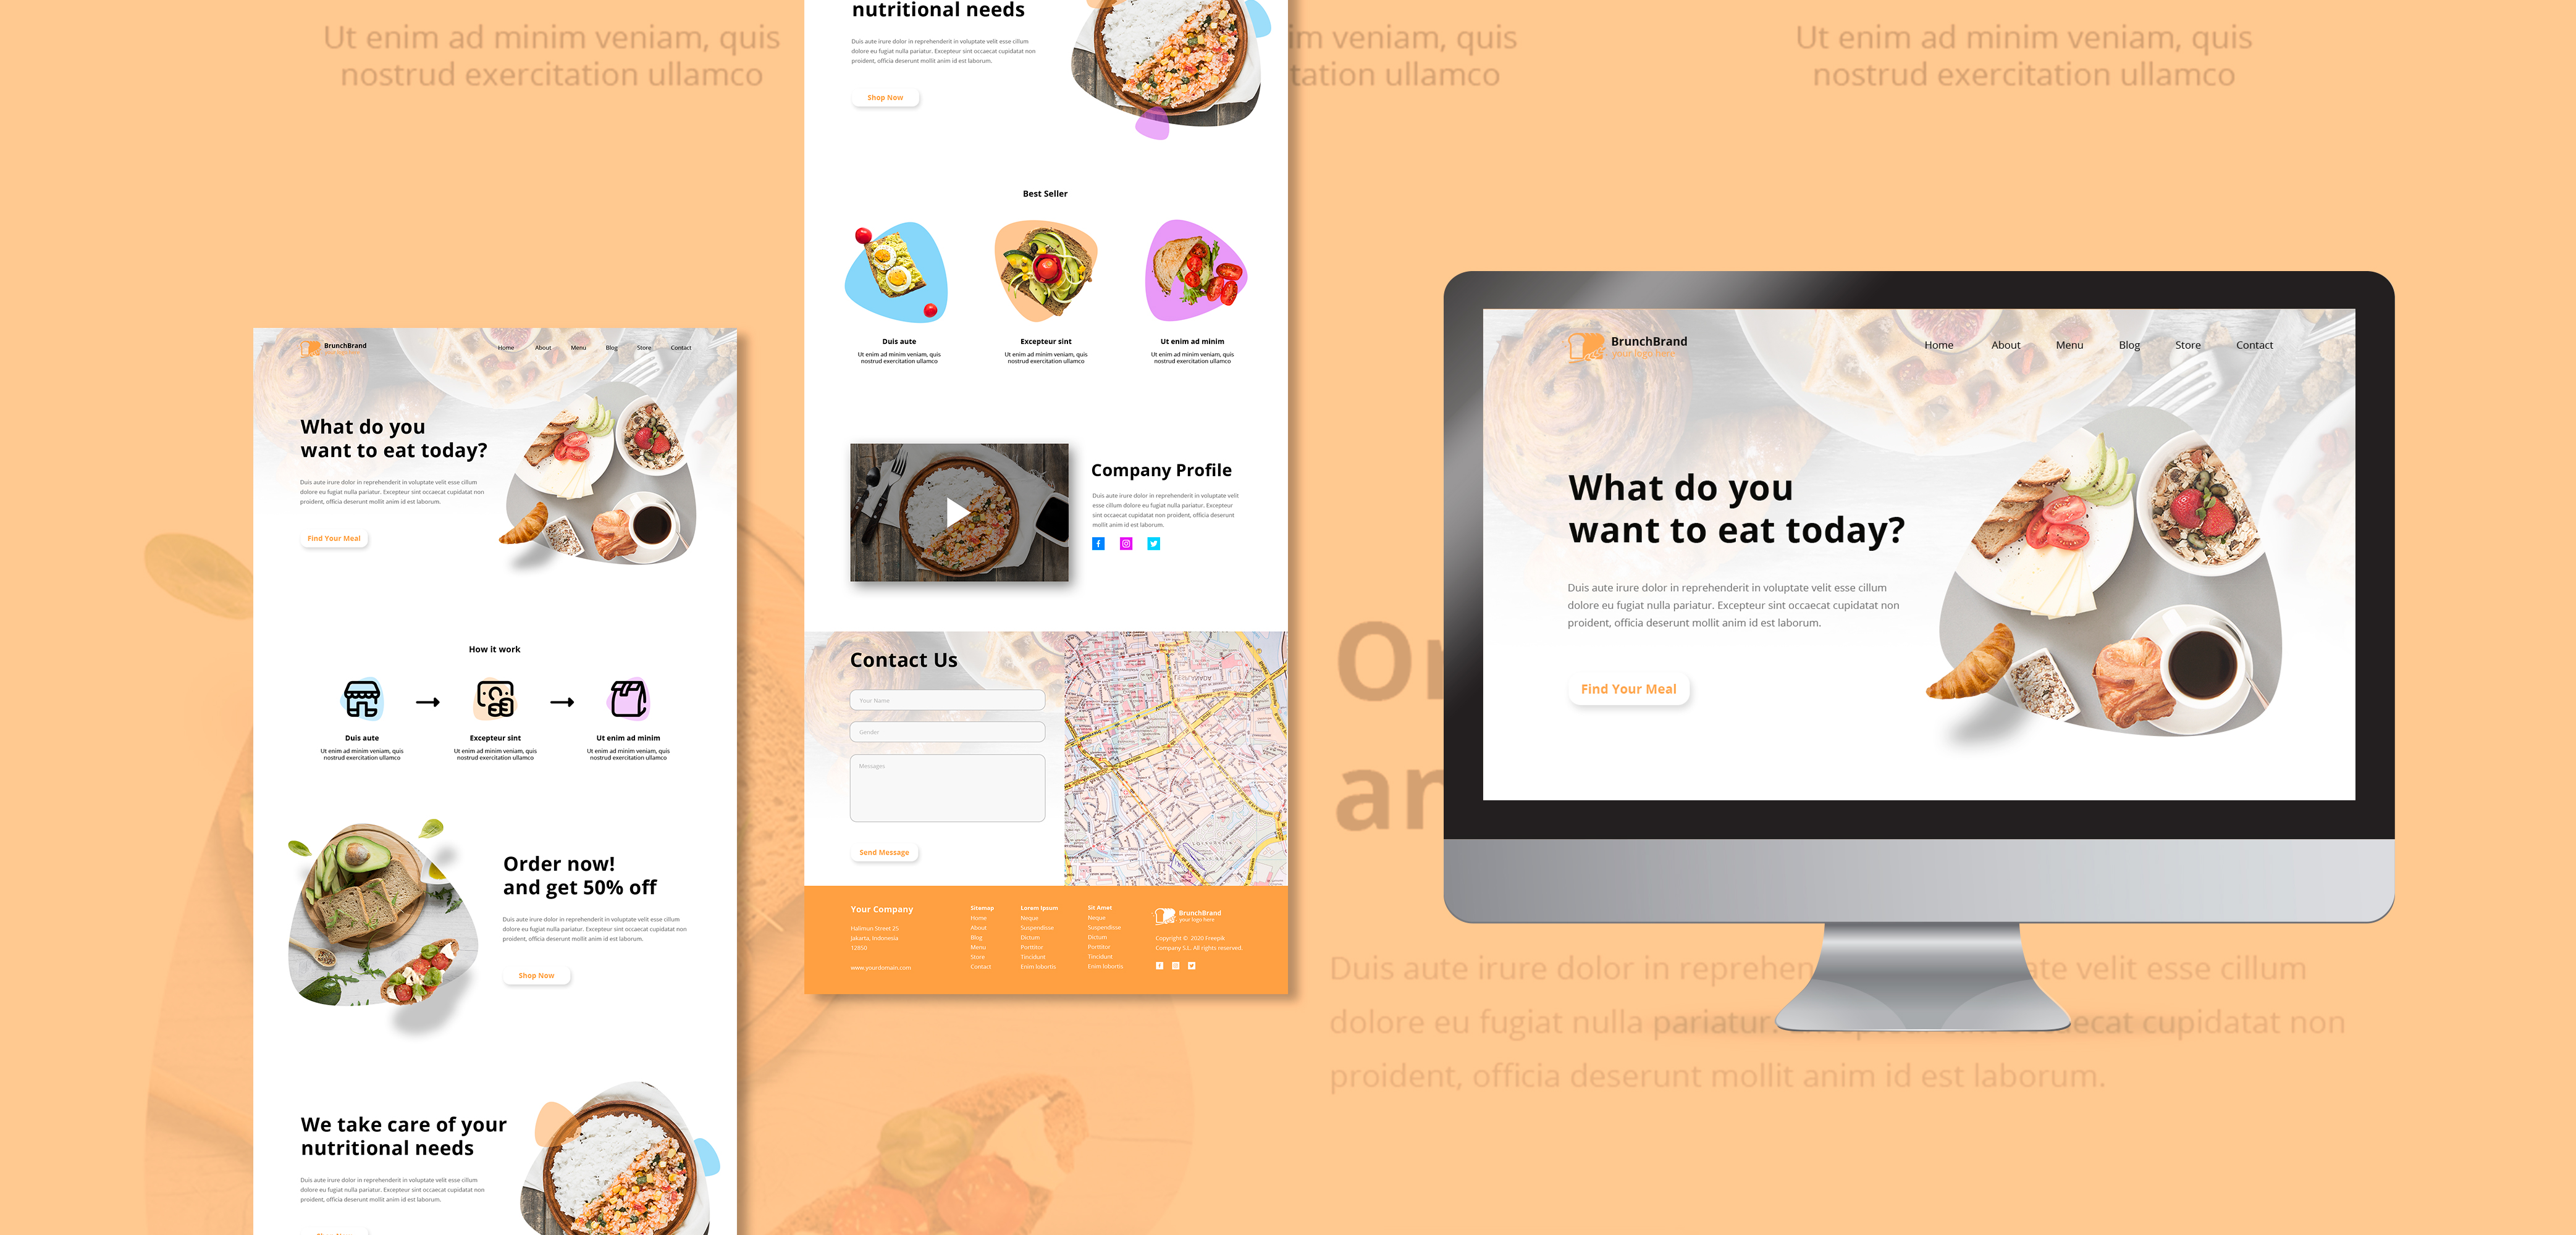 Ut enim ad minim veniam, quis
nostrud exercitation ullamco
im veniam, quis
tation ullamco
Ut enim ad minim veniam, quis
nostrud exercitation ullamco
BrunchBrand
your logo here
Home About Menu Blog Store Contact
What do you
want to eat today?
Duis aute irure dolor in reprehenderit in voluptate velit esse cillum
dolore eu fugiat nulla pariatur. Excepteur sint occaecat cupidatat non
proident, officia deserunt mollit anim id est laborum.
Find Your Meal
How it work
Duis aute
Ut enim ad minim veniam, quis
nostrud exercitation ullamco
Excepteur sint
Ut enim ad minim veniam, quis
nostrud exercitation ullamco
Ut enim ad minim
Ut enim ad minim veniam, quis
nostrud exercitation ullamco
Order now!
and get 50% off
Duis aute irure dolor in reprehenderit in voluptate velit esse cillum
dolore eu fugiat nulla pariatur. Excepteur sint occaecat cupidatat non
proident, officia deserunt mollit anim id est laborum.
Shop Now
We take care of your
nutritional needs
Duis aute irure dolor in reprehenderit in voluptate velit esse cillum
dolore eu fugiat nulla pariatur. Excepteur sint occaecat cupidatat non
proident, officia deserunt mollit anim id est laborum.
nutritional needs
Duis aute irure dolor in reprehenderit in voluptate velit esse cillum
dolore eu fugiat nulla pariatur. Excepteur sint occaecat cupidatat non
proident, officia deserunt mollit anim id est laborum.
Shop Now
Best Seller
Duis aute
Ut enim ad minim veniam, quis
nostrud exercitation ullamco
Excepteur sint
Ut enim ad minim veniam, quis
nostrud exercitation ullamco
Ut enim ad minim
Ut enim ad minim veniam, quis
nostrud exercitation ullamco
Company Profile
Duis aute irure dolor in reprehenderit in voluptate velit
esse cillum dolore eu fugiat nulla pariatur. Excepteur
sint occaecat cupidatat non proident, officia deserunt
mollit anim id est laborum.
Contact Us
Your Name
Gender
Messages
Send Message
Your Company
Halimun Street 25
Jakarta, Indonesia
12850
www.yourdomain.com
Sitemap
Home
About
Blog
Menu
Store
Contact
Lorem Ipsum
Neque
Suspendisse
Dictum
Porttitor
Tincidunt
Enim lobortis
Sit Amet
Neque
Suspendisse
Dictum
Porttitor
Tincidunt
Enim lobortis
BrunchBrand
your logo here
Copyright © 2020 Freepik
Company S.L. All rights reserved.
BrunchBrand
your logo here
Home About Menu Blog Store Contact
What do you
want to eat today?
Duis aute irure dolor in reprehenderit in voluptate velit esse cillum
dolore eu fugiat nulla pariatur. Excepteur sint occaecat cupidatat non
proident, officia deserunt mollit anim id est laborum.
Find Your Meal
Or
an
Duis aute irure dolor in reprehen ate velit esse cillum
dolore eu fugiat nulla pariatur. ecat cupidatat non
proident, officia deserunt mollit anim id est laborum.